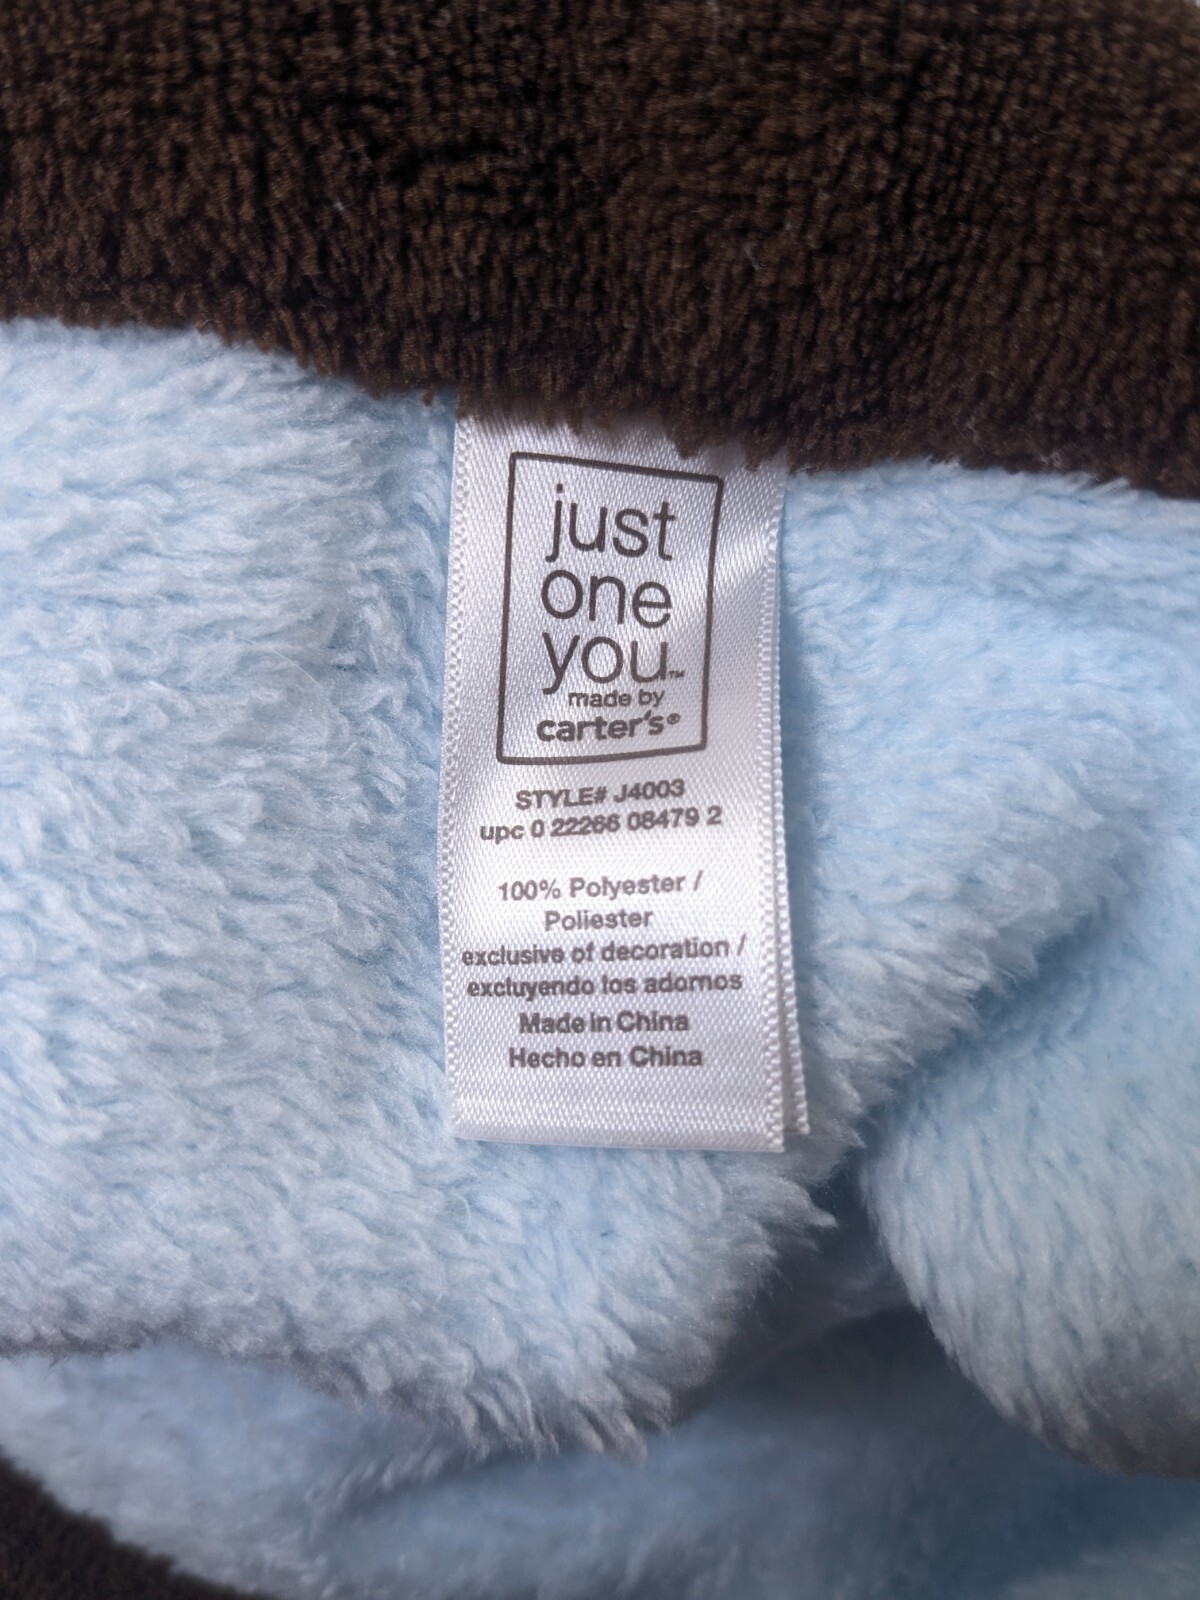 just
one
you™
made by
carter's®
STYLE# J4003
upc 0 22266 08479 2
100% Polyester /
Poliester
exclusive of decoration /
excluyendo los adornos
Made in China
Hecho en China